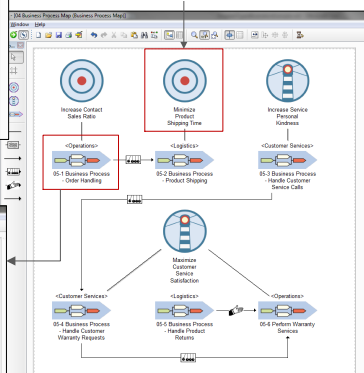 - [04 Business Process Map [Business Process Map]]
Window Help
Increase Contact
Sales Ratio
Minimize
Product
Shipping Time
Increase Service
Personal
Kindness
<Operations>
05-1 Business Process
- Order Handling
<Logistics>
05-2 Business Process
- Product Shipping
<Customer Services>
05-3 Business Process
- Handle Customer
Service Calls
Maximize
Customer
Service
Satisfaction
<Customer Services>
05-4 Business Process
- Handle Customer
Warranty Requests
<Logistics>
05-5 Business Process
- Handle Product
Returns
<Operations>
05-6 Perform Warranty
Services